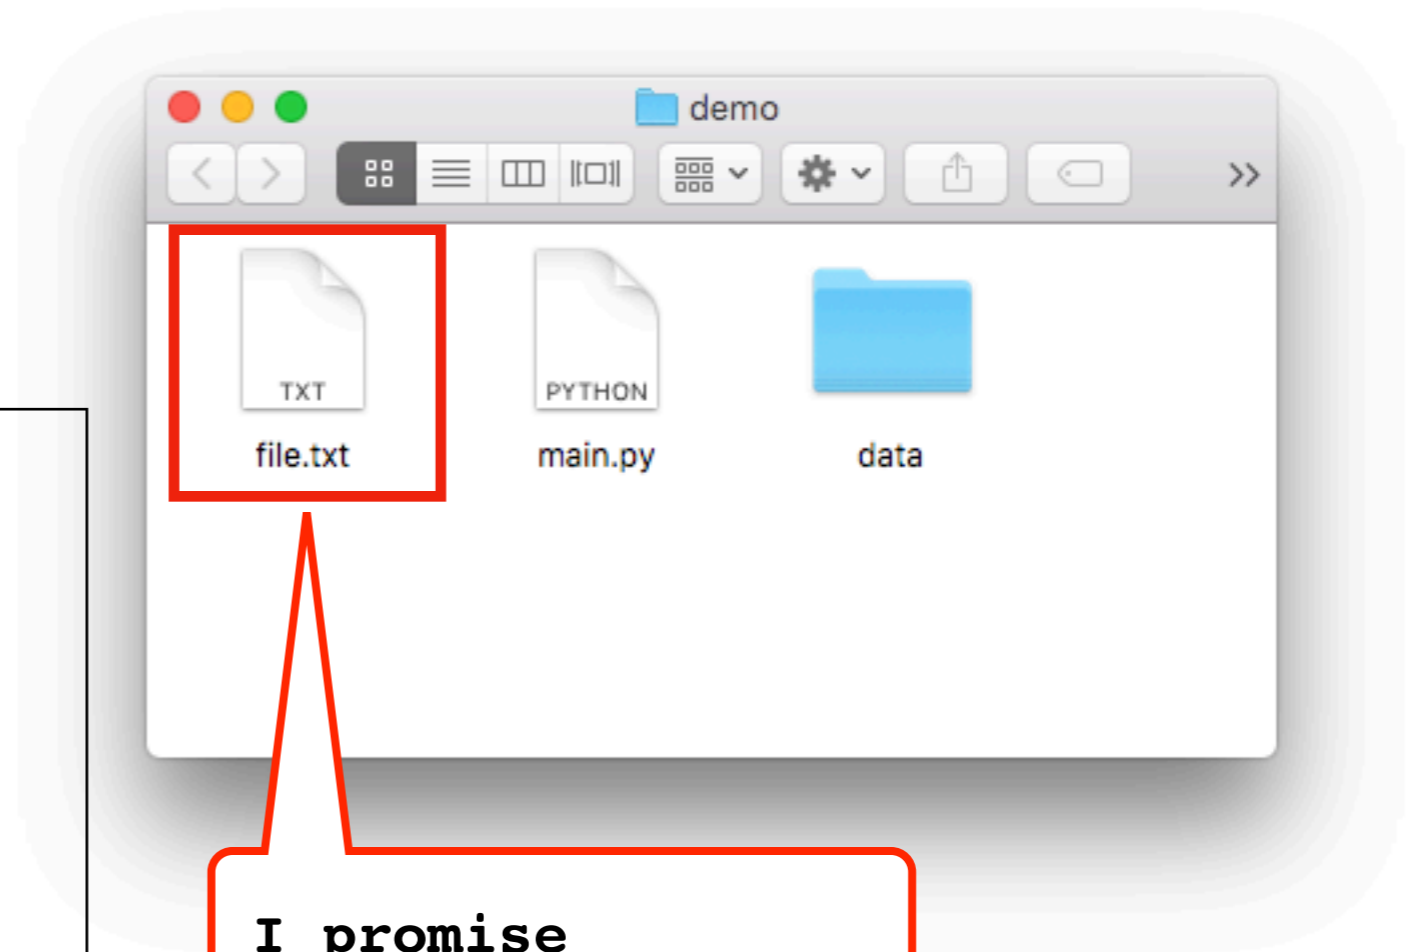 demo
TXT
PYTHON
file.txt
main.py
data
I promise